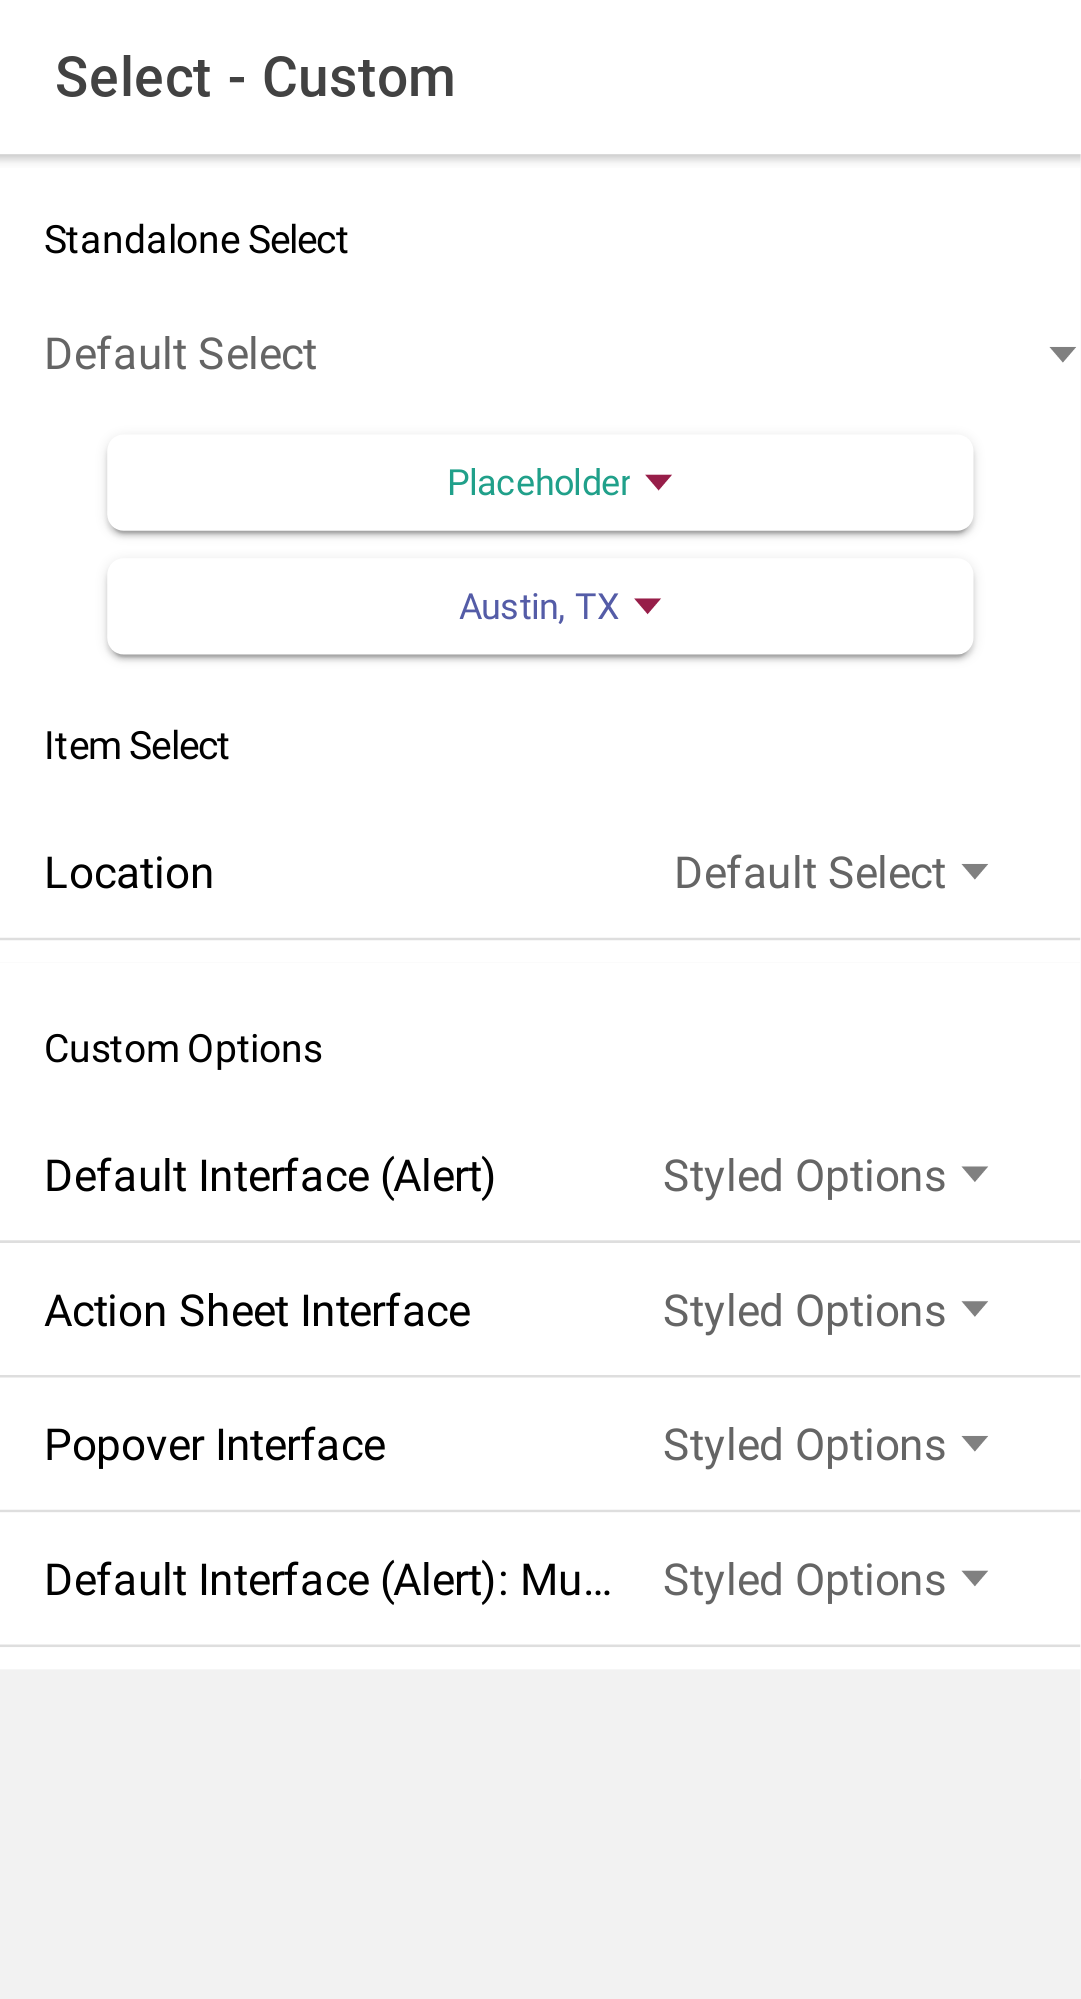 Select - Custom
Standalone Select
Default Select
Placeholder
Austin, TX
Item Select
Location Default Select
Custom Options
Default Interface (Alert) Styled Options
Action Sheet Interface Styled Options
Popover Interface Styled Options
Default Interface (Alert): Mu... Styled Options